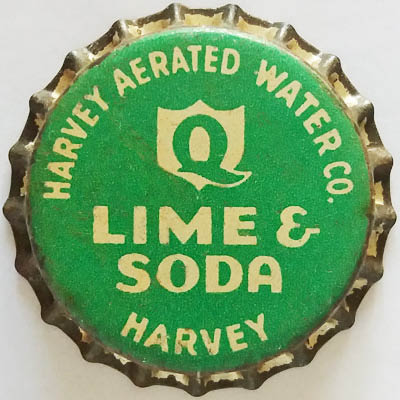 HARVEY AERATED WATER CO.
Q
LIME &
SODA
HARVEY